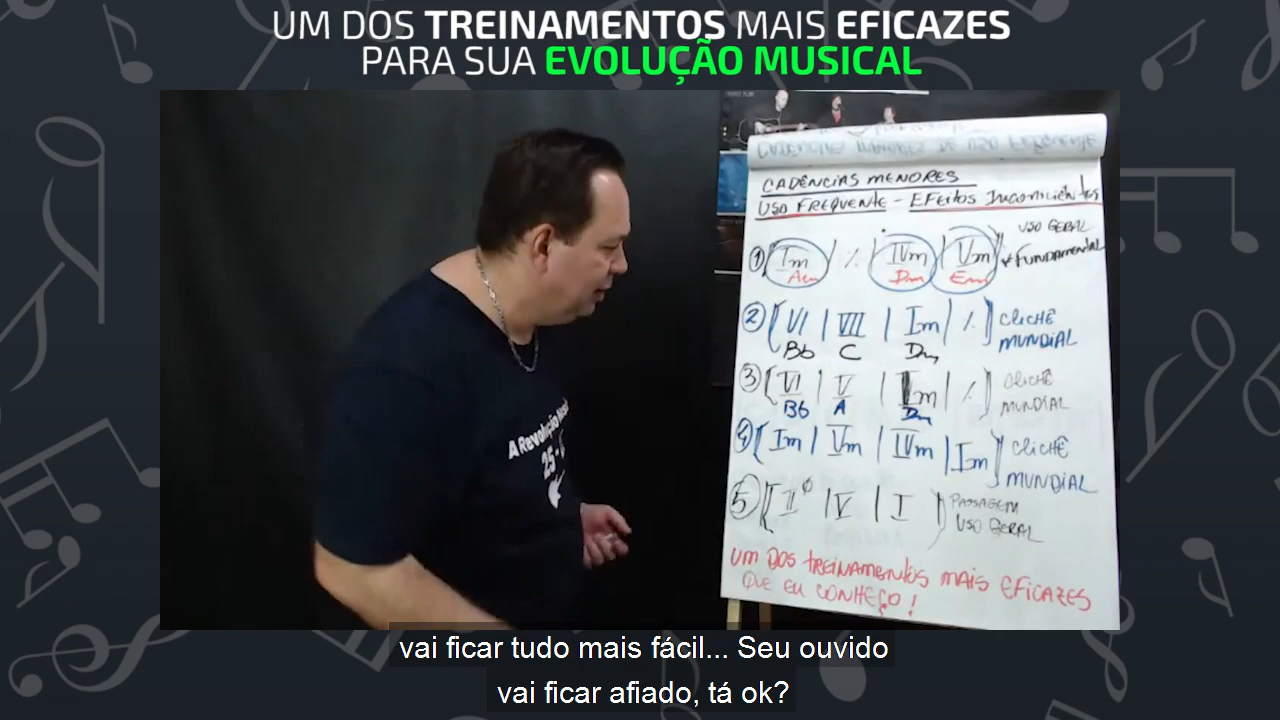 UM DOS TREINAMENTOS MAIS EFICAZES
PARA SUA EVOLUÇÃO MUSICAL
CADÊNCIAS MENORES
USO FREQUENTE - EFEITOS INCONSCIENTES
USO GERAL
① Im | ٪ | IVm | Vm * FUNDAMENTAL
Am Dm Em
② VI | VII | Im | ٪ CLICHÊ
MUNDIAL
Bb C Dm
③ VI | V | Im | ٪ CLICHÊ
MUNDIAL
Bb A Dm
④ Im | Vm | IVm | Im CLICHÊ
MUNDIAL
⑤ IIø | V | I PASSAGEM
USO GERAL
UM DOS TREINAMENTOS MAIS EFICAZES
QUE EU CONHEÇO!
A Revolução
25-
vai ficar tudo mais fácil... Seu ouvido
vai ficar afiado, tá ok?